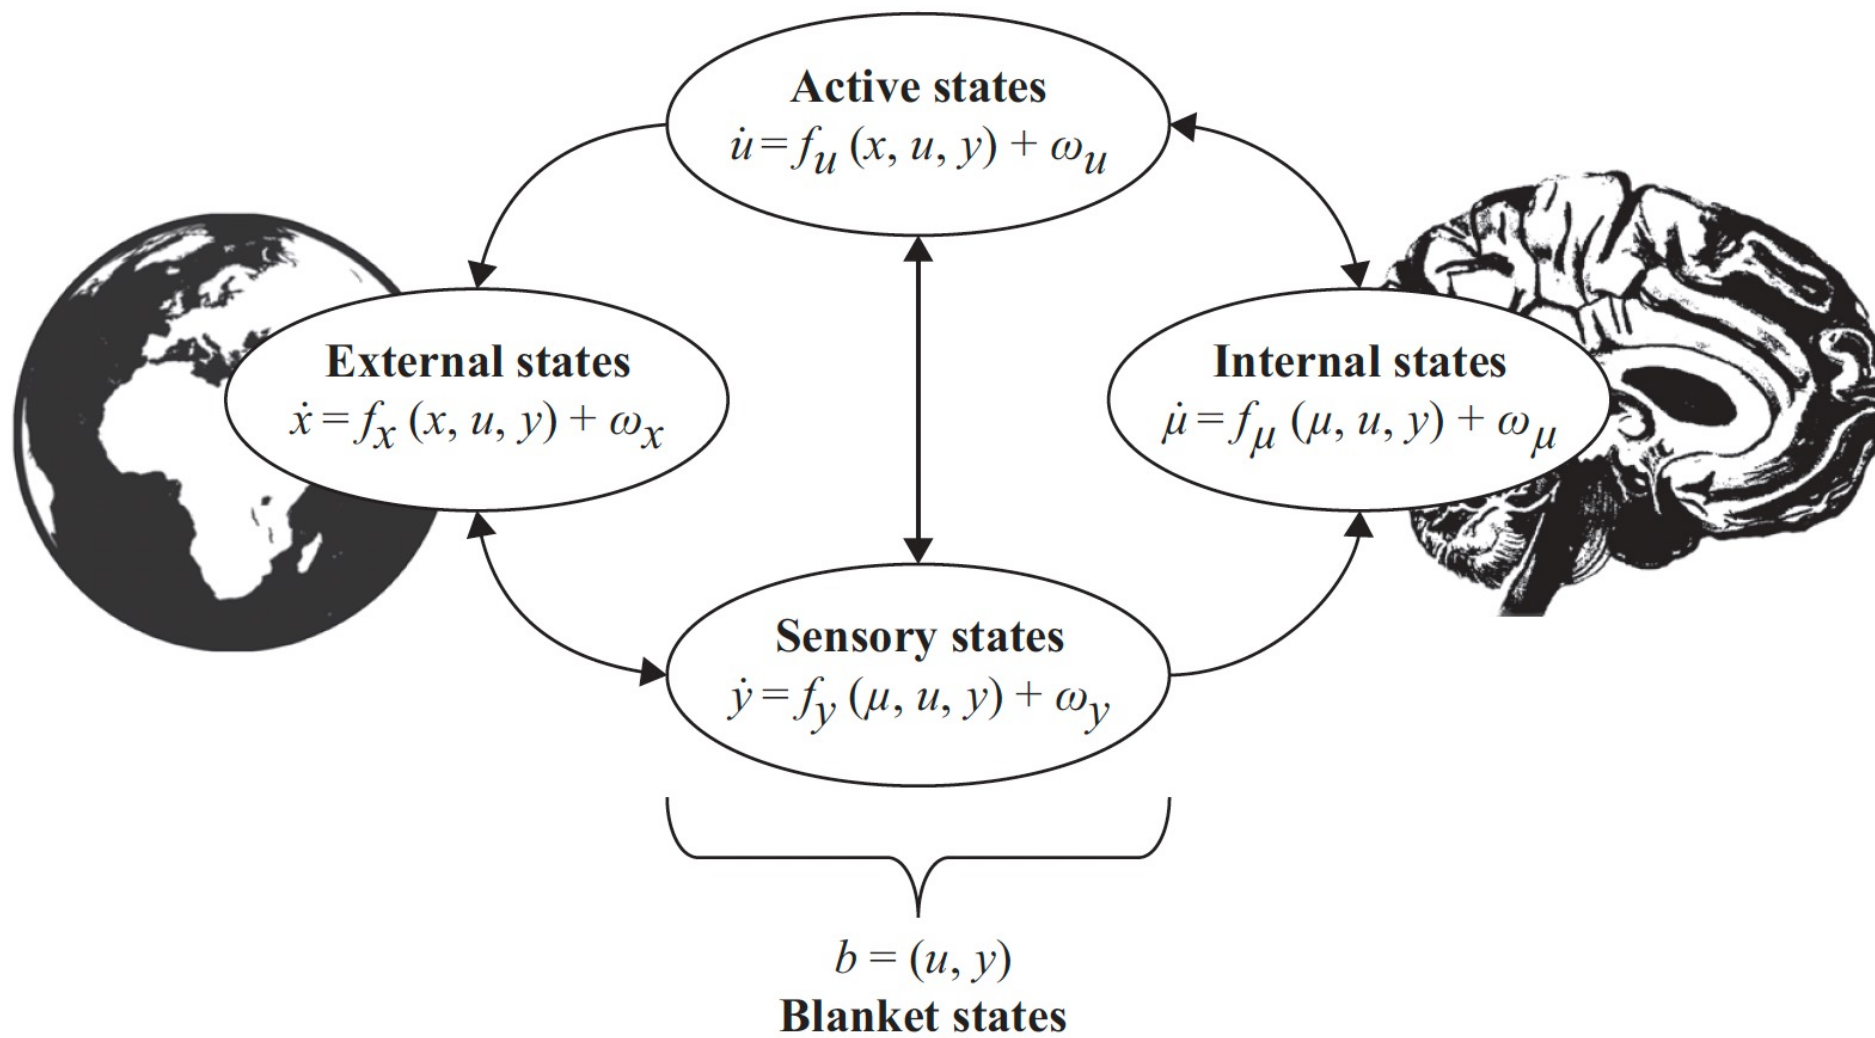 Active states
u̇ = f_u (x, u, y) + ω_u
External states
ẋ = f_x (x, u, y) + ω_x
Internal states
μ̇ = f_μ (μ, u, y) + ω_μ
Sensory states
ẏ = f_y (μ, u, y) + ω_y
b = (u, y)
Blanket states